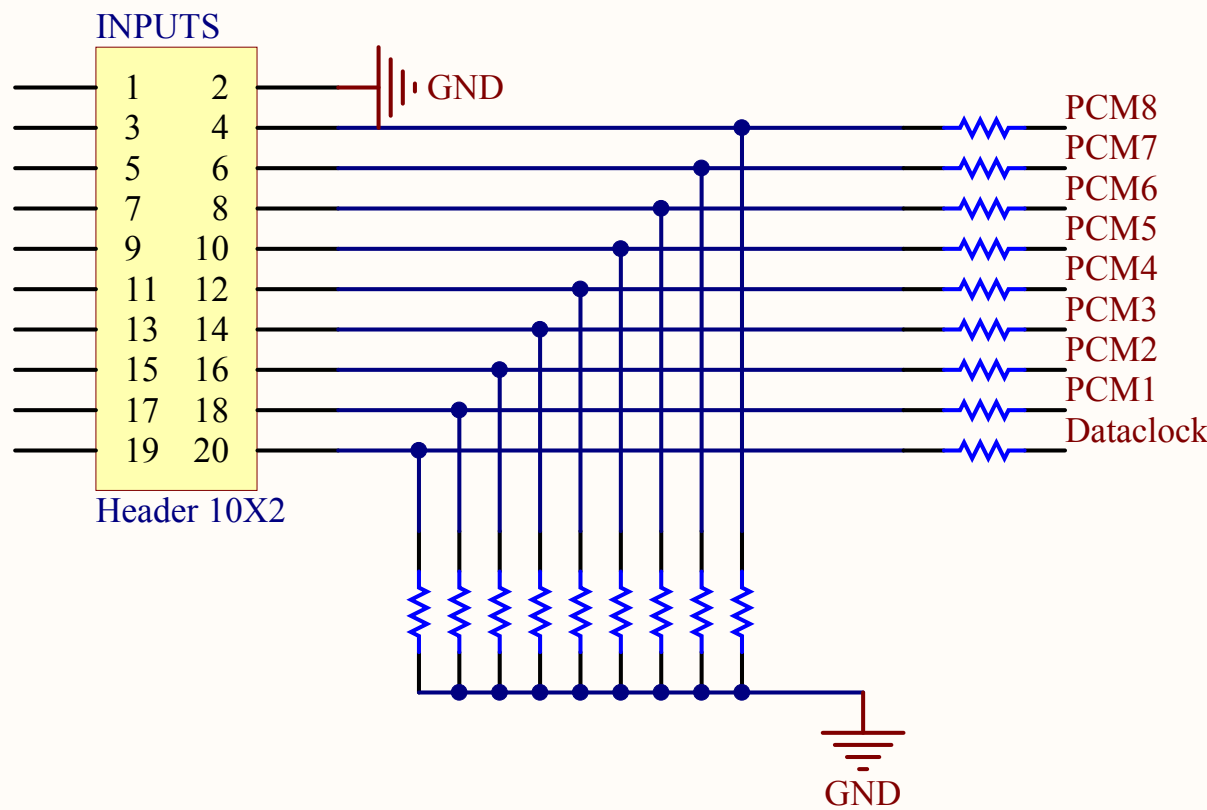 INPUTS
1 2 GND
3 4 PCM8
5 6 PCM7
7 8 PCM6
9 10 PCM5
11 12 PCM4
13 14 PCM3
15 16 PCM2
17 18 PCM1
19 20 Dataclock
Header 10X2
GND